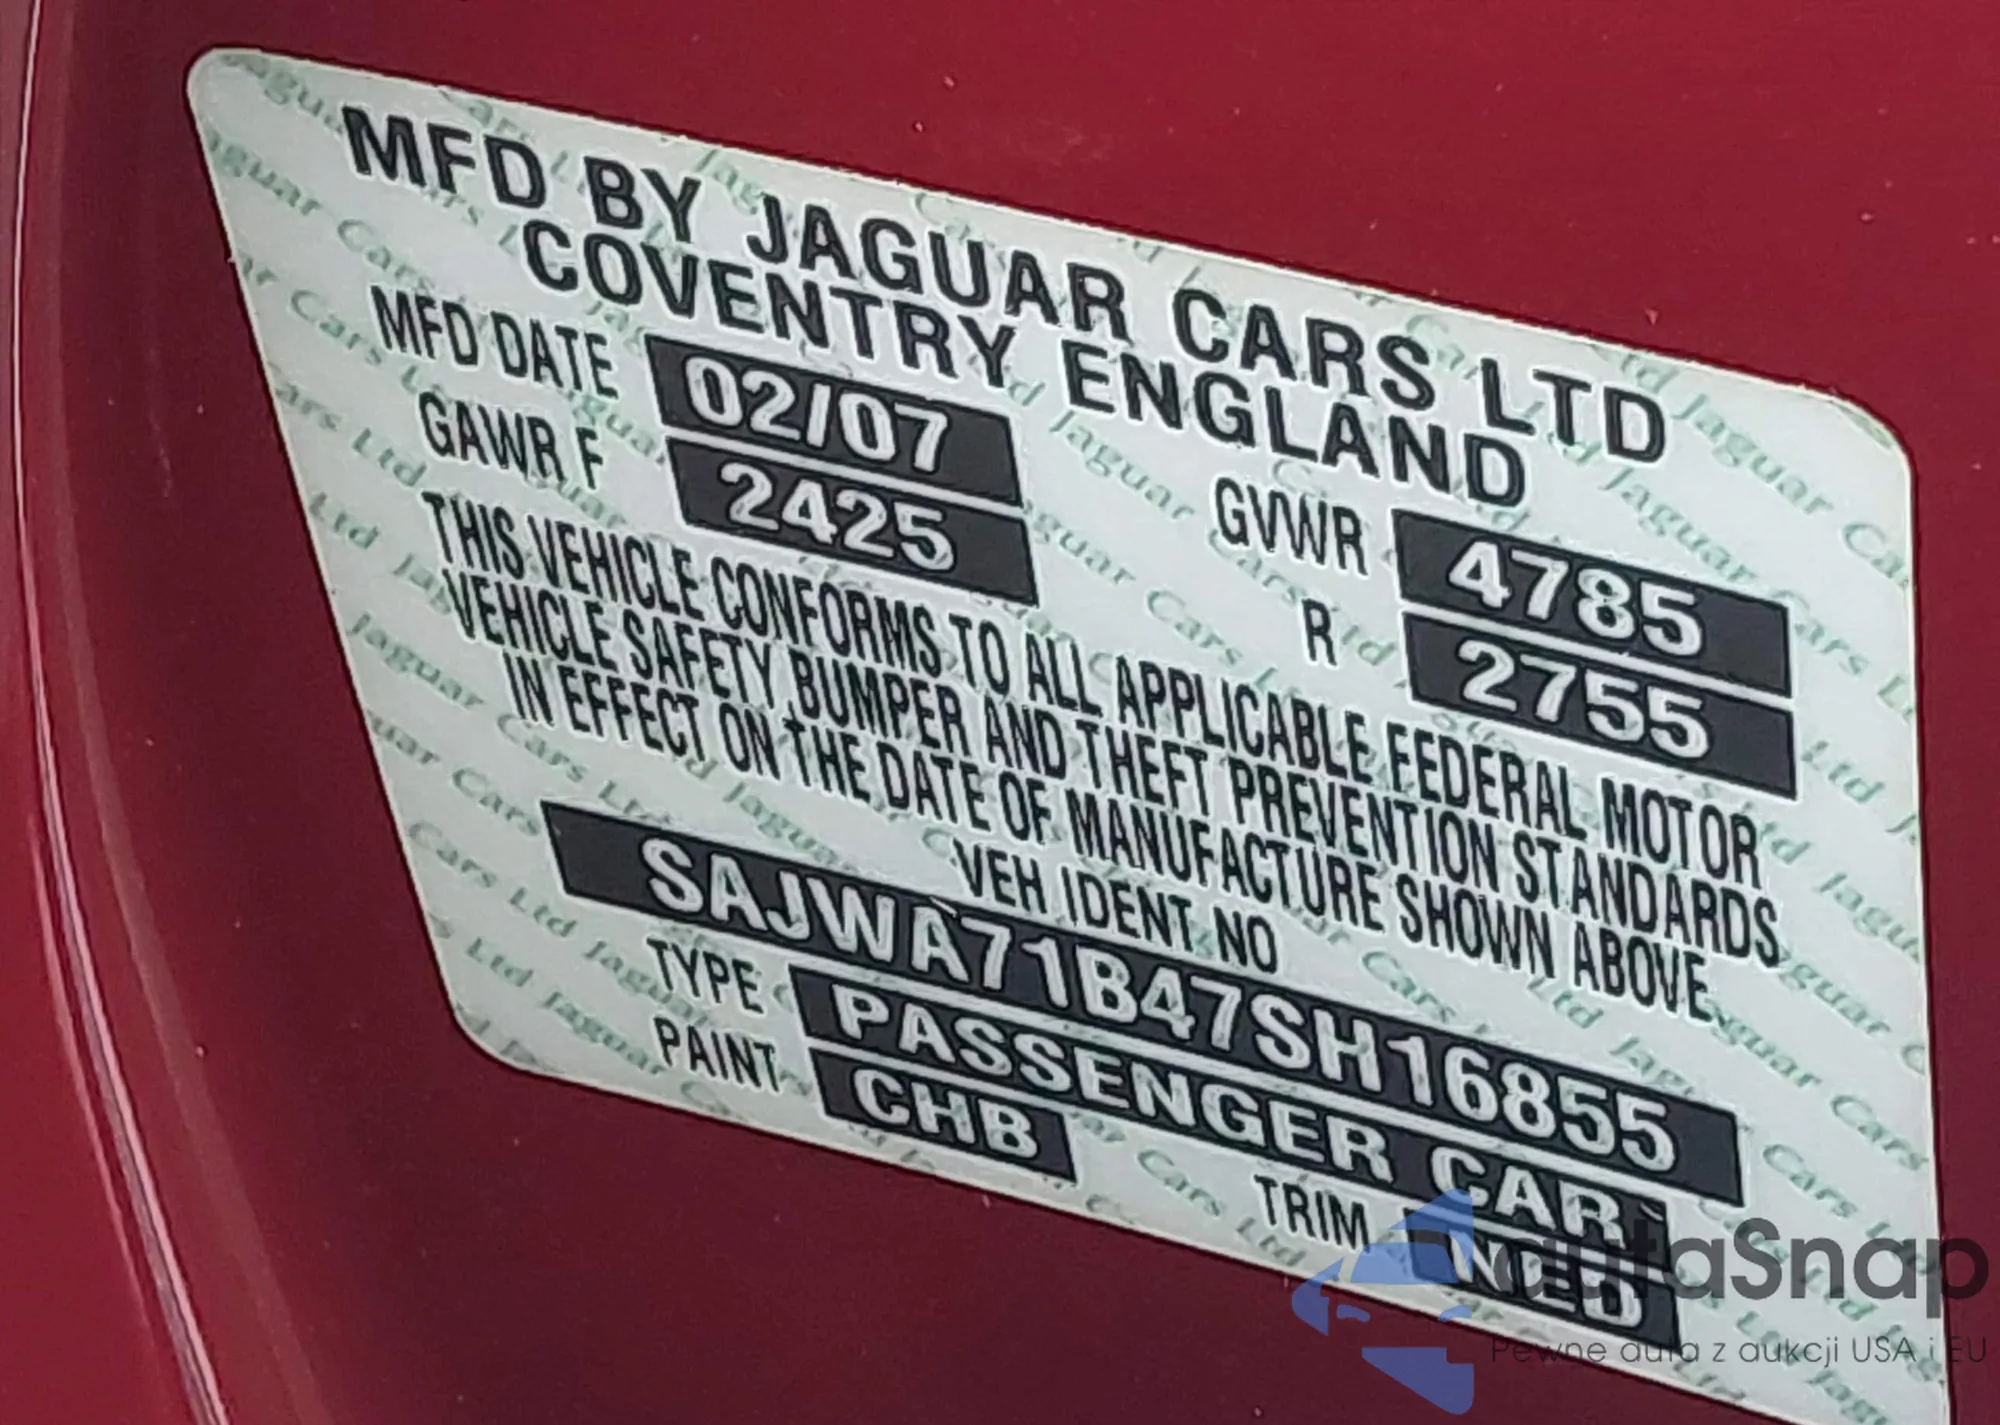 MFD BY JAGUAR CARS LTD
COVENTRY ENGLAND
MFD DATE 02/07 GVWR 4785
GAWR F 2425 R 2755
THIS VEHICLE CONFORMS TO ALL APPLICABLE FEDERAL MOTOR
VEHICLE SAFETY, BUMPER AND THEFT PREVENTION STANDARDS
IN EFFECT ON THE DATE OF MANUFACTURE SHOWN ABOVE.
VEH IDENT NO
SAJWA71B47SH16855
TYPE PASSENGER CAR
PAINT CHB TRIM NED
autaSnap
Pewne auta z aukcji USA i EU